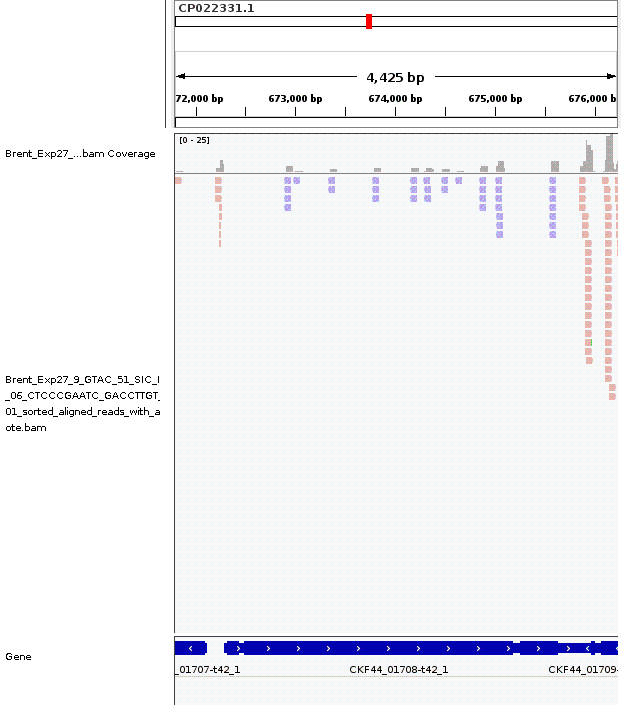 CP022331.1
4,425 bp
72,000 bp 673,000 bp 674,000 bp 675,000 bp 676,000 b
[0 - 25]
Brent_Exp27_...bam Coverage
Brent_Exp27_9_GTAC_51_SIC_I
_06_CTCCCGAATC_GACCTTGT_
01_sorted_aligned_reads_with_a
ote.bam
Gene
_01707-t42_1 CKF44_01708-t42_1 CKF44_01709-